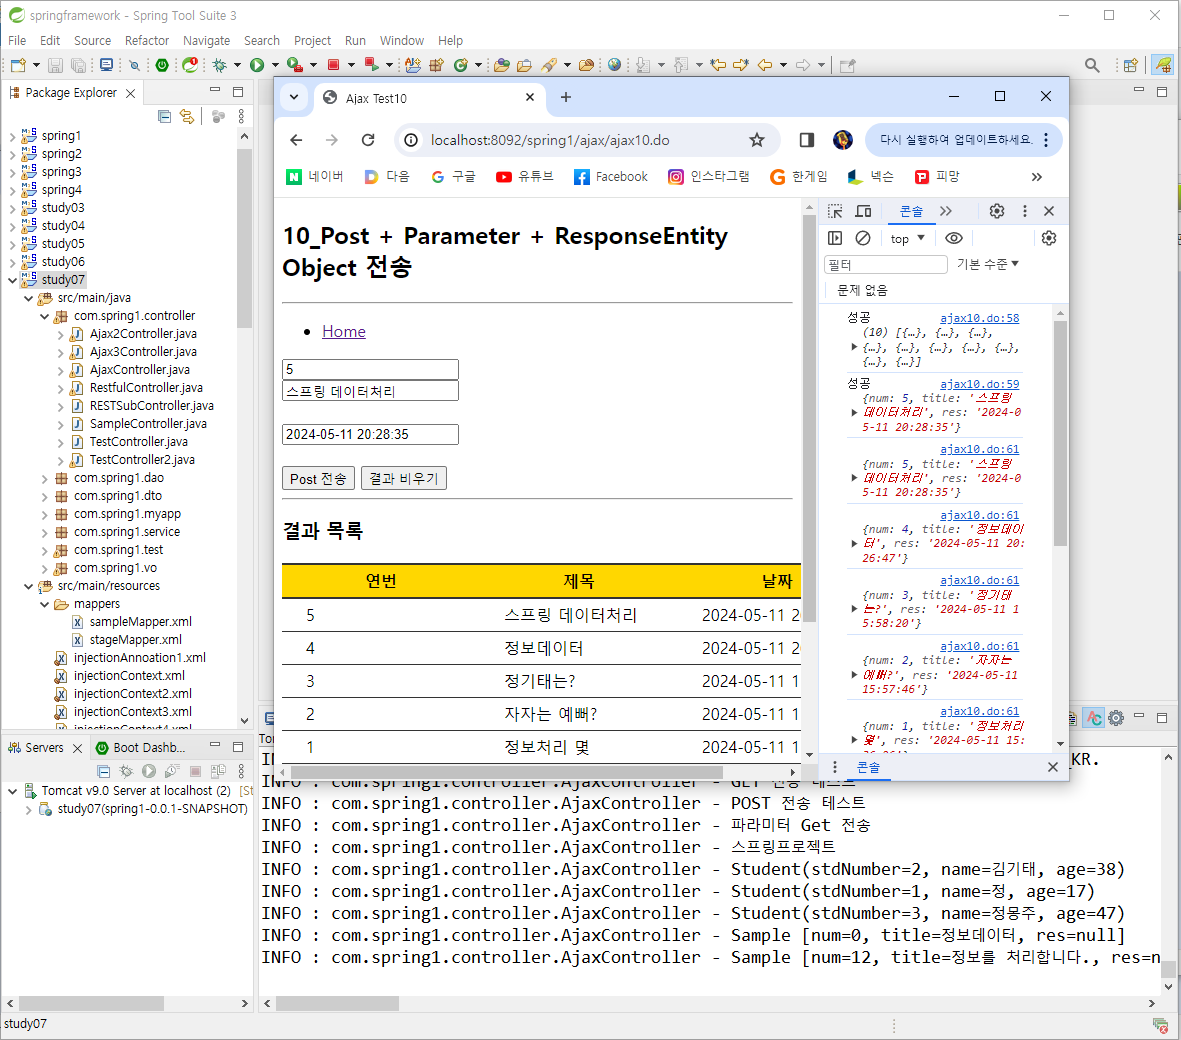 springframework - Spring Tool Suite 3
File Edit Source Refactor Navigate Search Project Run Window Help
Package Explorer
spring1
spring2
spring3
spring4
study03
study04
study05
study06
study07
src/main/java
com.spring1.controller
Ajax2Controller.java
Ajax3Controller.java
AjaxController.java
RestfulController.java
RESTSubController.java
SampleController.java
TestController.java
TestController2.java
com.spring1.dao
com.spring1.dto
com.spring1.myapp
com.spring1.service
com.spring1.test
com.spring1.vo
src/main/resources
mappers
sampleMapper.xml
stageMapper.xml
injectionAnnoation1.xml
injectionContext.xml
injectionContext2.xml
injectionContext3.xml
injectionContext4.xml
Servers Boot Dashb...
Tomcat v9.0 Server at localhost (2) [St
study07(spring1-0.0.1-SNAPSHOT)
study07
Ajax Test10
localhost:8092/spring1/ajax/ajax10.do
다시 실행하여 업데이트하세요.
네이버 다음 구글 유튜브 Facebook 인스타그램 한게임 넥슨 피망
10_Post + Parameter + ResponseEntity
Object 전송
Home
5
스프링 데이터처리
2024-05-11 20:28:35
Post 전송 결과 비우기
결과 목록
연번 제목 날짜
5 스프링 데이터처리 2024-05-11 2
4 정보데이터 2024-05-11 2
3 정기태는? 2024-05-11 1
2 자자는 예뻐? 2024-05-11 1
1 정보처리 몇 2024-05-11 1
콘솔
top
필터 기본 수준
문제 없음
성공 ajax10.do:58
(10) [{…}, {…}, {…},
{…}, {…}, {…}, {…}, {…},
{…}, {…}]
성공 ajax10.do:59
{num: 5, title: '스프링
데이터처리', res: '2024-0
5-11 20:28:35'}
ajax10.do:61
{num: 5, title: '스프링
데이터처리', res: '2024-0
5-11 20:28:35'}
ajax10.do:61
{num: 4, title: '정보데이
터', res: '2024-05-11 20:
26:47'}
ajax10.do:61
{num: 3, title: '정기태
는?', res: '2024-05-11 1
5:58:20'}
ajax10.do:61
{num: 2, title: '자자는
예뻐?', res: '2024-05-11
15:57:46'}
ajax10.do:61
{num: 1, title: '정보처리
몇', res: '2024-05-11 15:
콘솔
To
KR.
INFO : com.spring1.controller.AjaxController - GET 전송 테스트
INFO : com.spring1.controller.AjaxController - POST 전송 테스트
INFO : com.spring1.controller.AjaxController - 파라미터 Get 전송
INFO : com.spring1.controller.AjaxController - 스프링프로젝트
INFO : com.spring1.controller.AjaxController - Student(stdNumber=2, name=김기태, age=38)
INFO : com.spring1.controller.AjaxController - Student(stdNumber=1, name=정, age=17)
INFO : com.spring1.controller.AjaxController - Student(stdNumber=3, name=정몽주, age=47)
INFO : com.spring1.controller.AjaxController - Sample [num=0, title=정보데이터, res=null]
INFO : com.spring1.controller.AjaxController - Sample [num=12, title=정보를 처리합니다., res=n